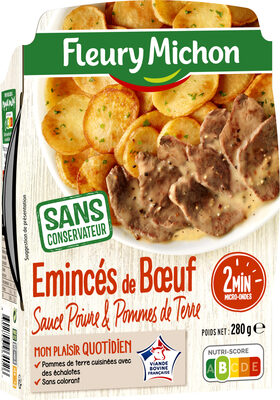 Fleury Michon
SANS
CONSERVATEUR
Suggestion de présentation
Emincés de Bœuf
Sauce Poivre & Pommes de Terre
2 MIN
MICRO-ONDES
POIDS NET: 280 g
MON PLAISIR QUOTIDIEN
• Pommes de terre cuisinées avec
des échalotes
• Sans colorant
VIANDE
BOVINE
FRANÇAISE
NUTRI-SCORE
A B C D E